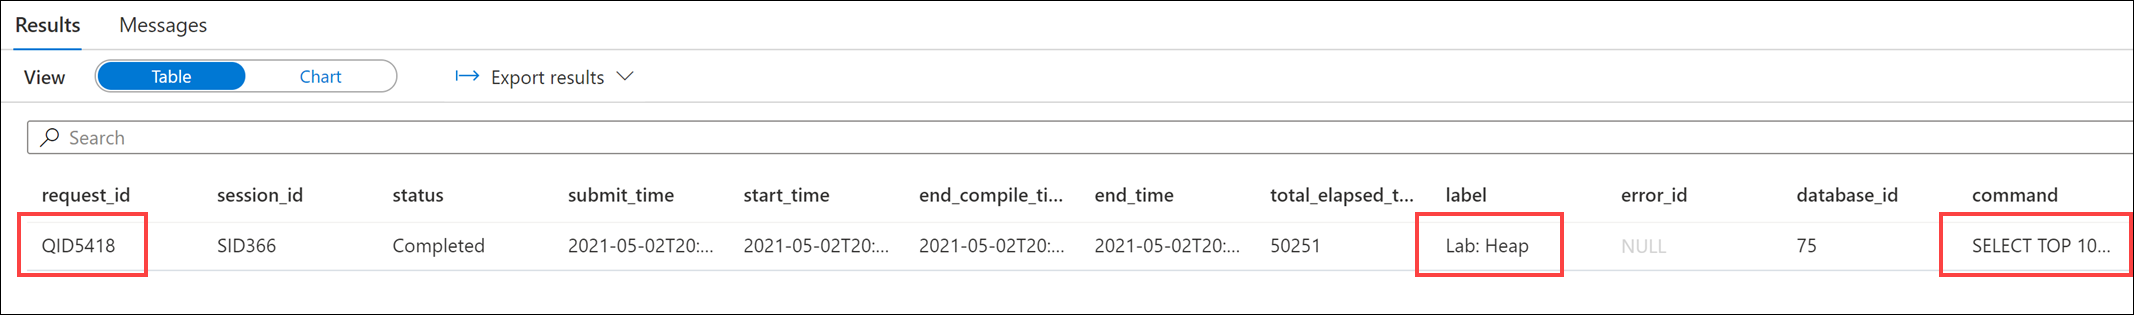 Results Messages
View Table Chart Export results
Search
request_id session_id status submit_time start_time end_compile_ti... end_time total_elapsed_t... label error_id database_id command
QID5418 SID366 Completed 2021-05-02T20:... 2021-05-02T20:... 2021-05-02T20:... 2021-05-02T20:... 50251 Lab: Heap NULL 75 SELECT TOP 10...